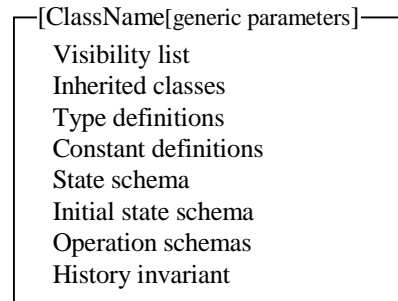 [ClassName[generic parameters]
Visibility list
Inherited classes
Type definitions
Constant definitions
State schema
Initial state schema
Operation schemas
History invariant